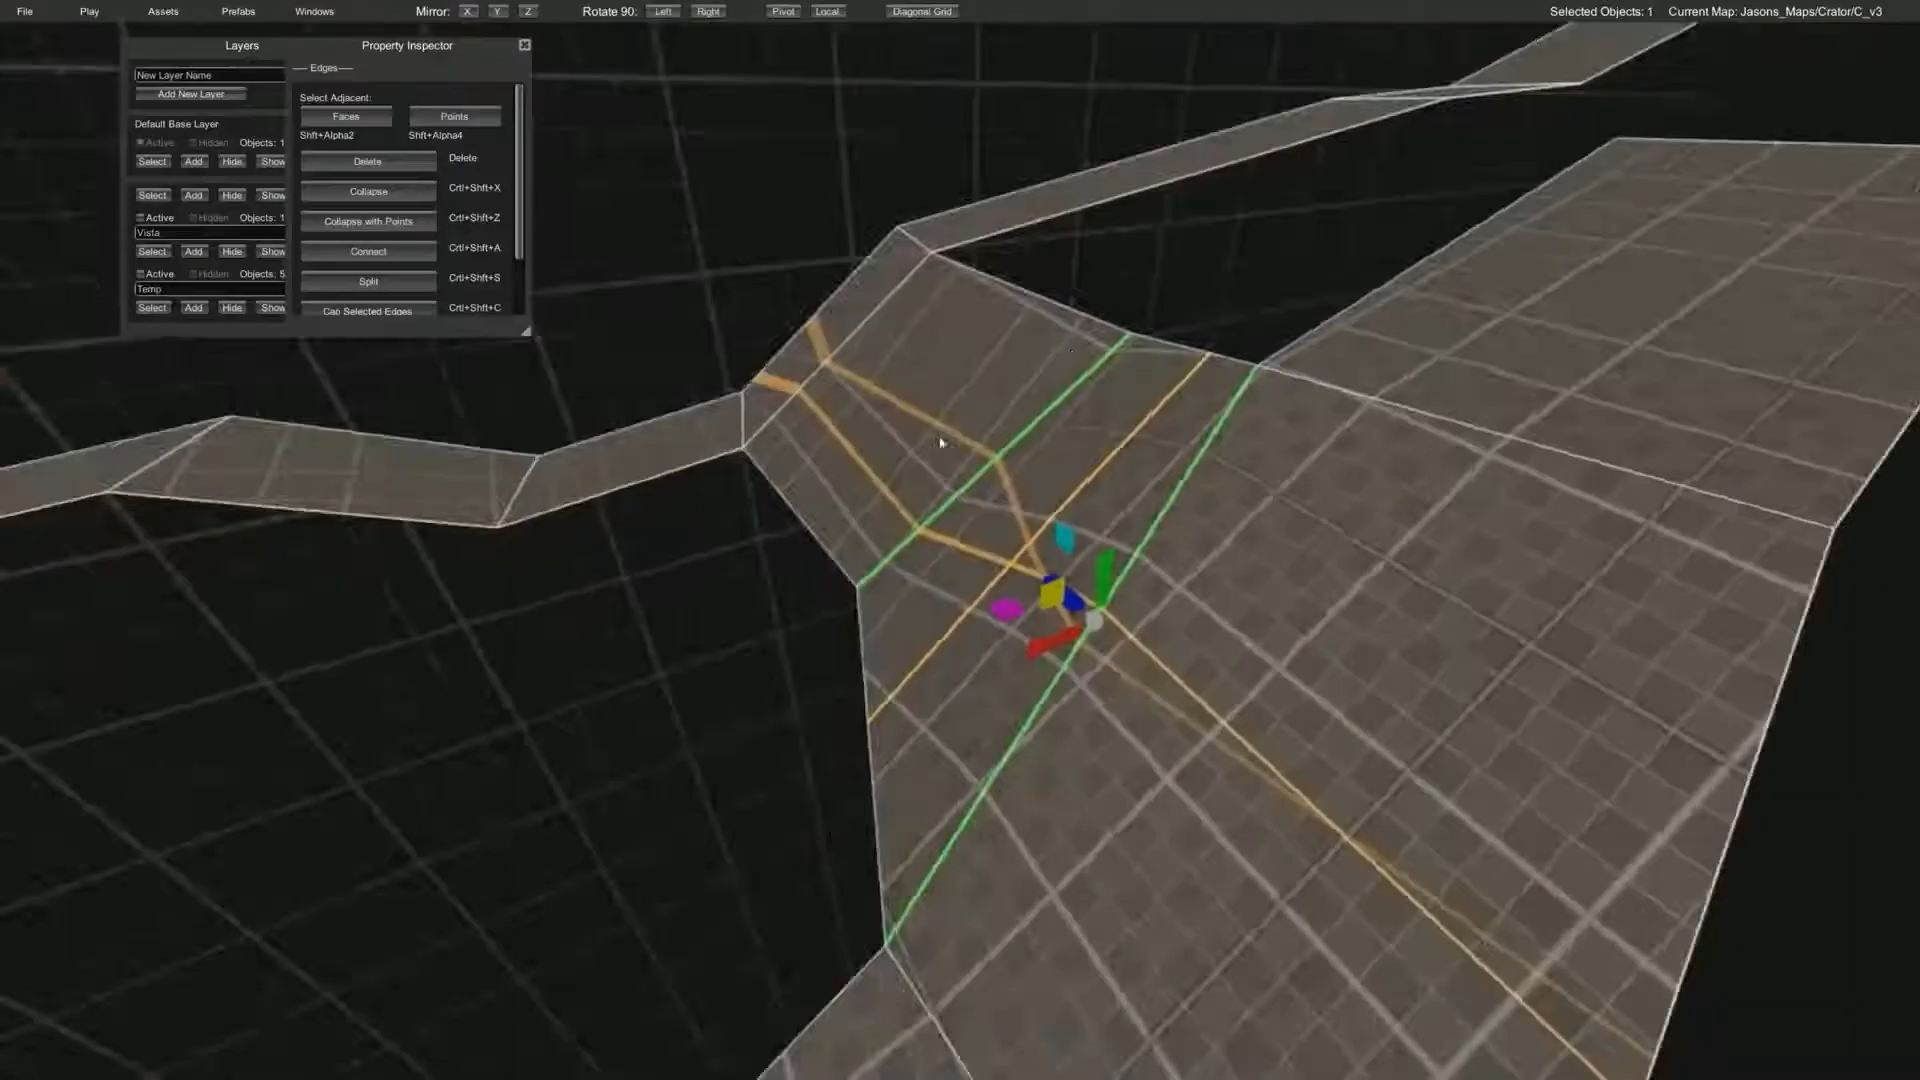 File Play Assets Prefabs Windows Mirror: X Y Z Rotate 90: Left Right Pivot Local Diagonal Grid Selected Objects: 1 Current Map: Jasons_Maps/Crator/C_v3
Layers Property Inspector
New Layer Name
Add New Layer
Default Base Layer
Active Hidden Objects: 1
Select Add Hide Show
Select Add Hide Show
Active Hidden Objects: 1
Vista
Select Add Hide Show
Active Hidden Objects: 5
Temp
Select Add Hide Show
Edges
Select Adjacent:
Faces Points
Shft+Alpha2 Shft+Alpha4
Delete Delete
Collapse Crtl+Shft+X
Collapse with Points Crtl+Shft+Z
Connect Crtl+Shft+A
Split Crtl+Shft+S
Cap Selected Edges Crtl+Shft+C